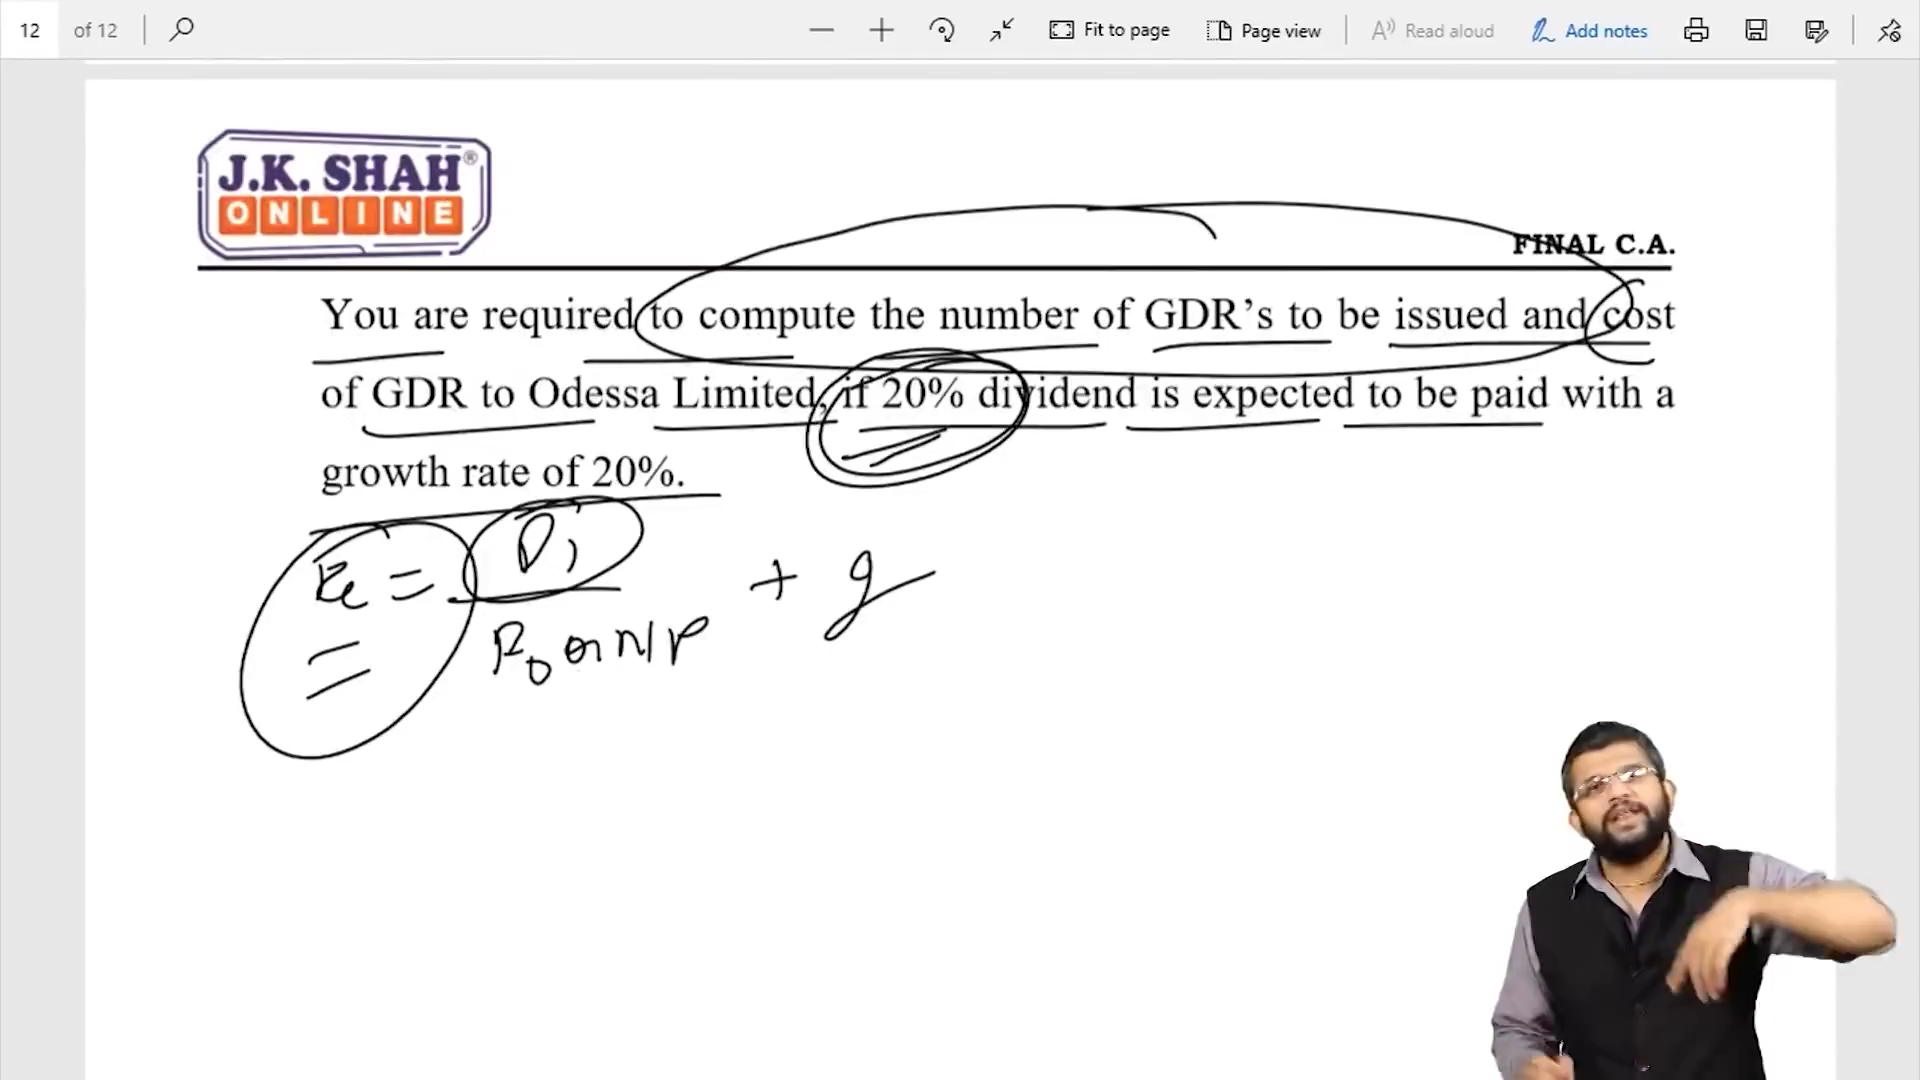 12 of 12 Fit to page Page view Read aloud Add notes
J.K. SHAH®
ONLINE
FINAL C.A.
You are required to compute the number of GDR’s to be issued and cost
of GDR to Odessa Limited, if 20% dividend is expected to be paid with a
growth rate of 20%.
Ke = D1 + g
P0 or N/P
=